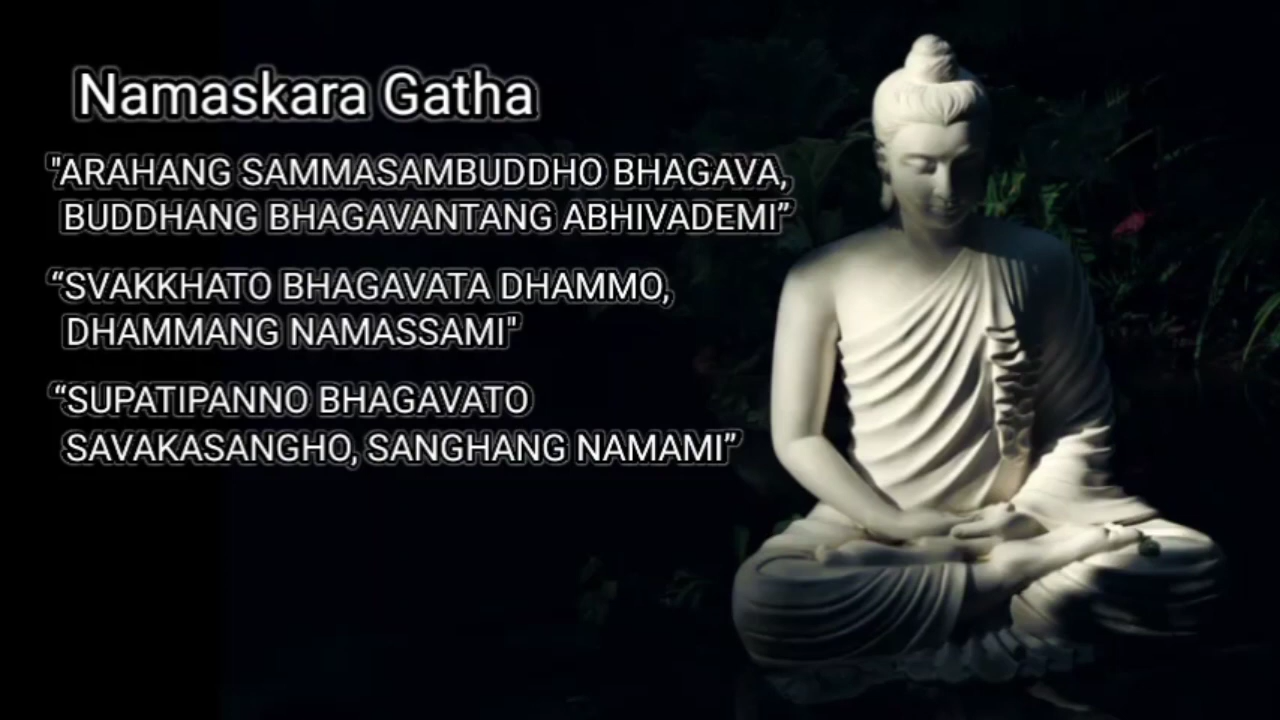 Namaskara Gatha
"ARAHANG SAMMASAMBUDDHO BHAGAVA,
BUDDHANG BHAGAVANTANG ABHIVADEMI”
“SVAKKHATO BHAGAVATA DHAMMO,
DHAMMANG NAMASSAMI"
“SUPATIPANNO BHAGAVATO
SAVAKASANGHO, SANGHANG NAMAMI”